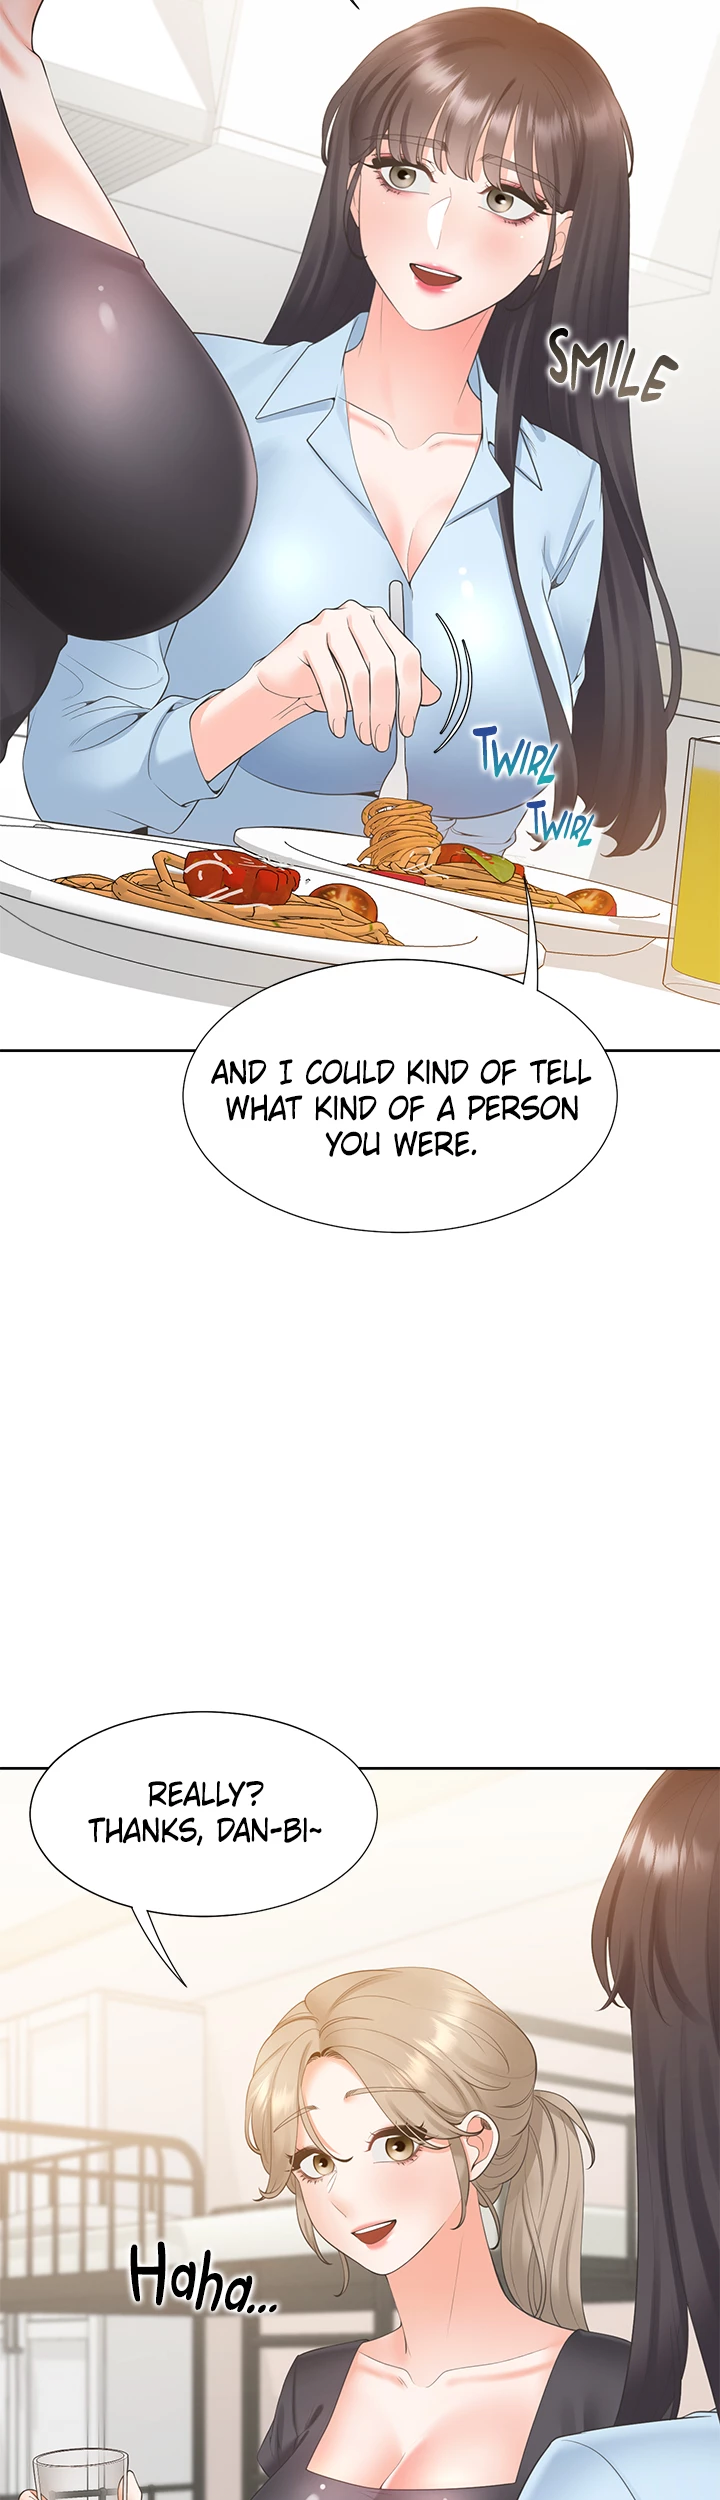 SMILE
TWIRL
TWIRL
AND I COULD KIND OF TELL
WHAT KIND OF A PERSON
YOU WERE.
REALLY?
THANKS, DAN-BI~
Haha...